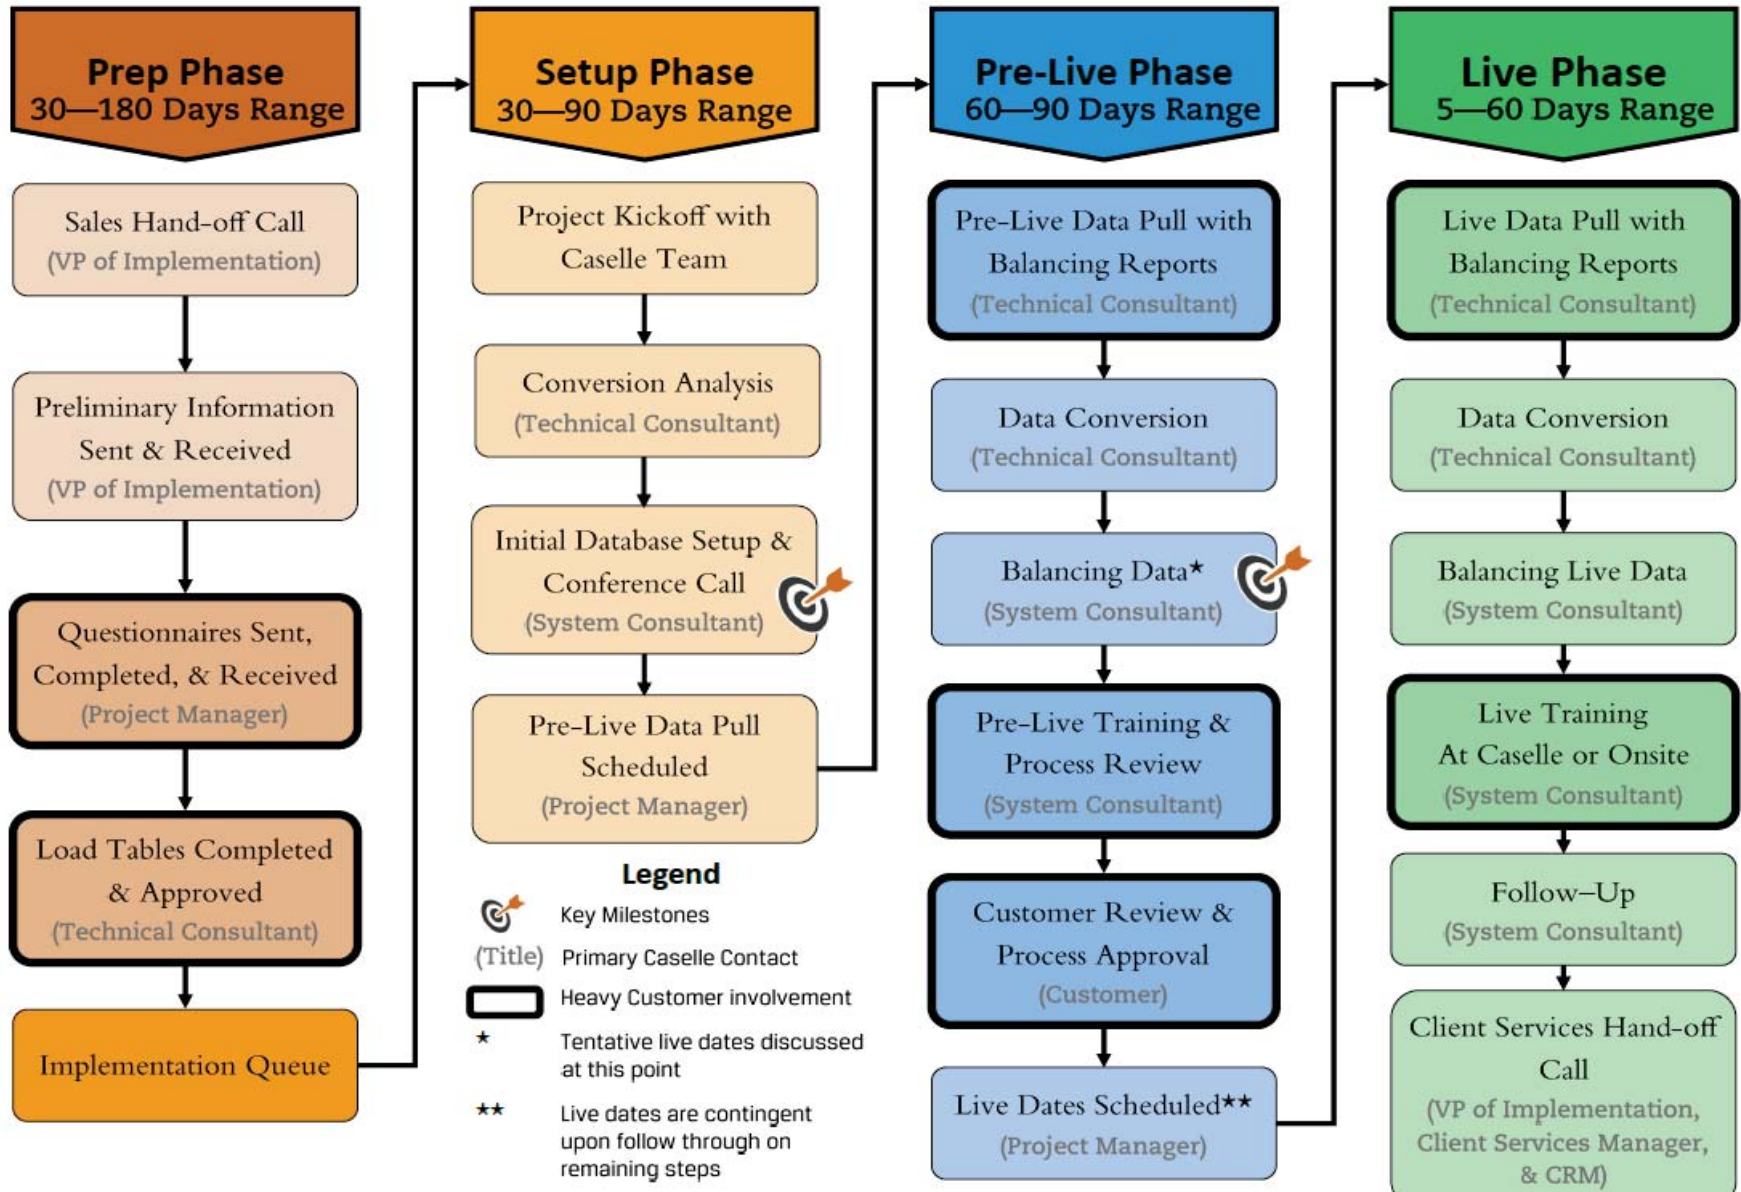 Prep Phase
30—180 Days Range
Sales Hand-off Call
(VP of Implementation)
Preliminary Information
Sent & Received
(VP of Implementation)
Questionnaires Sent,
Completed, & Received
(Project Manager)
Load Tables Completed
& Approved
(Technical Consultant)
Implementation Queue
Setup Phase
30—90 Days Range
Project Kickoff with
Caselle Team
Conversion Analysis
(Technical Consultant)
Initial Database Setup &
Conference Call
(System Consultant)
Pre-Live Data Pull
Scheduled
(Project Manager)
Legend
Key Milestones
(Title) Primary Caselle Contact
Heavy Customer involvement
★ Tentative live dates discussed
at this point
★★ Live dates are contingent
upon follow through on
remaining steps
Pre-Live Phase
60—90 Days Range
Pre-Live Data Pull with
Balancing Reports
(Technical Consultant)
Data Conversion
(Technical Consultant)
Balancing Data★
(System Consultant)
Pre-Live Training &
Process Review
(System Consultant)
Customer Review &
Process Approval
(Customer)
Live Dates Scheduled★★
(Project Manager)
Live Phase
5—60 Days Range
Live Data Pull with
Balancing Reports
(Technical Consultant)
Data Conversion
(Technical Consultant)
Balancing Live Data
(System Consultant)
Live Training
At Caselle or Onsite
(System Consultant)
Follow–Up
(System Consultant)
Client Services Hand-off
Call
(VP of Implementation,
Client Services Manager,
& CRM)